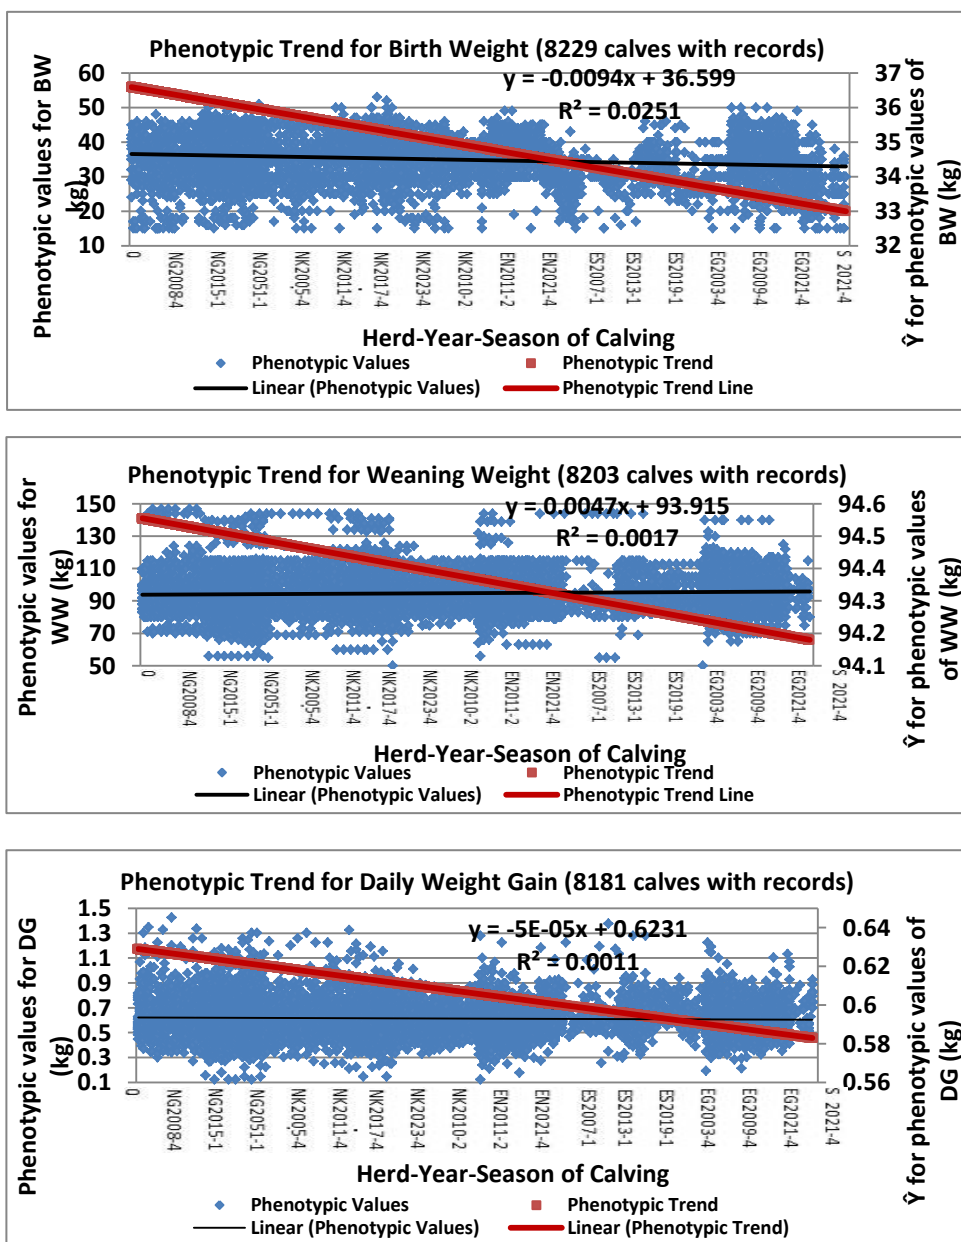 Phenotypic Trend for Birth Weight (8229 calves with records)
y = -0.0094x + 36.599
R² = 0.0251
Phenotypic values for BW
kg)
60
50
40
30
20
10
37
36
35
34
33
32
Ŷ for phenotypic values of
BW (kg)
0
NG2008-4
NG2015-1
NG2051-1
NK2005-4
NK2011-4
NK2017-4
NK2023-4
NK2010-2
EN2011-2
EN2021-4
ES2007-1
ES2013-1
ES2019-1
EG2003-4
EG2009-4
EG2021-4
S 2021-4
Herd-Year-Season of Calving
Phenotypic Values
Phenotypic Trend
Linear (Phenotypic Values)
Phenotypic Trend Line
Phenotypic Trend for Weaning Weight (8203 calves with records)
y = 0.0047x + 93.915
R² = 0.0017
Phenotypic values for
WW (kg)
150
130
110
90
70
50
94.6
94.5
94.4
94.3
94.2
94.1
Ŷ for phenotypic values
of WW (kg)
0
NG2008-4
NG2015-1
NG2051-1
NK2005-4
NK2011-4
NK2017-4
NK2023-4
NK2010-2
EN2011-2
EN2021-4
ES2007-1
ES2013-1
ES2019-1
EG2003-4
EG2009-4
EG2021-4
S 2021-4
Herd-Year-Season of Calving
Phenotypic Values
Phenotypic Trend
Linear (Phenotypic Values)
Phenotypic Trend Line
Phenotypic Trend for Daily Weight Gain (8181 calves with records)
y = -5E-05x + 0.6231
R² = 0.0011
Phenotypic values for DG
(kg)
1.5
1.3
1.1
0.9
0.7
0.5
0.3
0.1
0.64
0.62
0.6
0.58
0.56
Ŷ for phenotypic values of
DG (kg)
0
NG2008-4
NG2015-1
NG2051-1
NK2005-4
NK2011-4
NK2017-4
NK2023-4
NK2010-2
EN2011-2
EN2021-4
ES2007-1
ES2013-1
ES2019-1
EG2003-4
EG2009-4
EG2021-4
S 2021-4
Herd-Year-Season of Calving
Phenotypic Values
Phenotypic Trend
Linear (Phenotypic Values)
Linear (Phenotypic Trend)